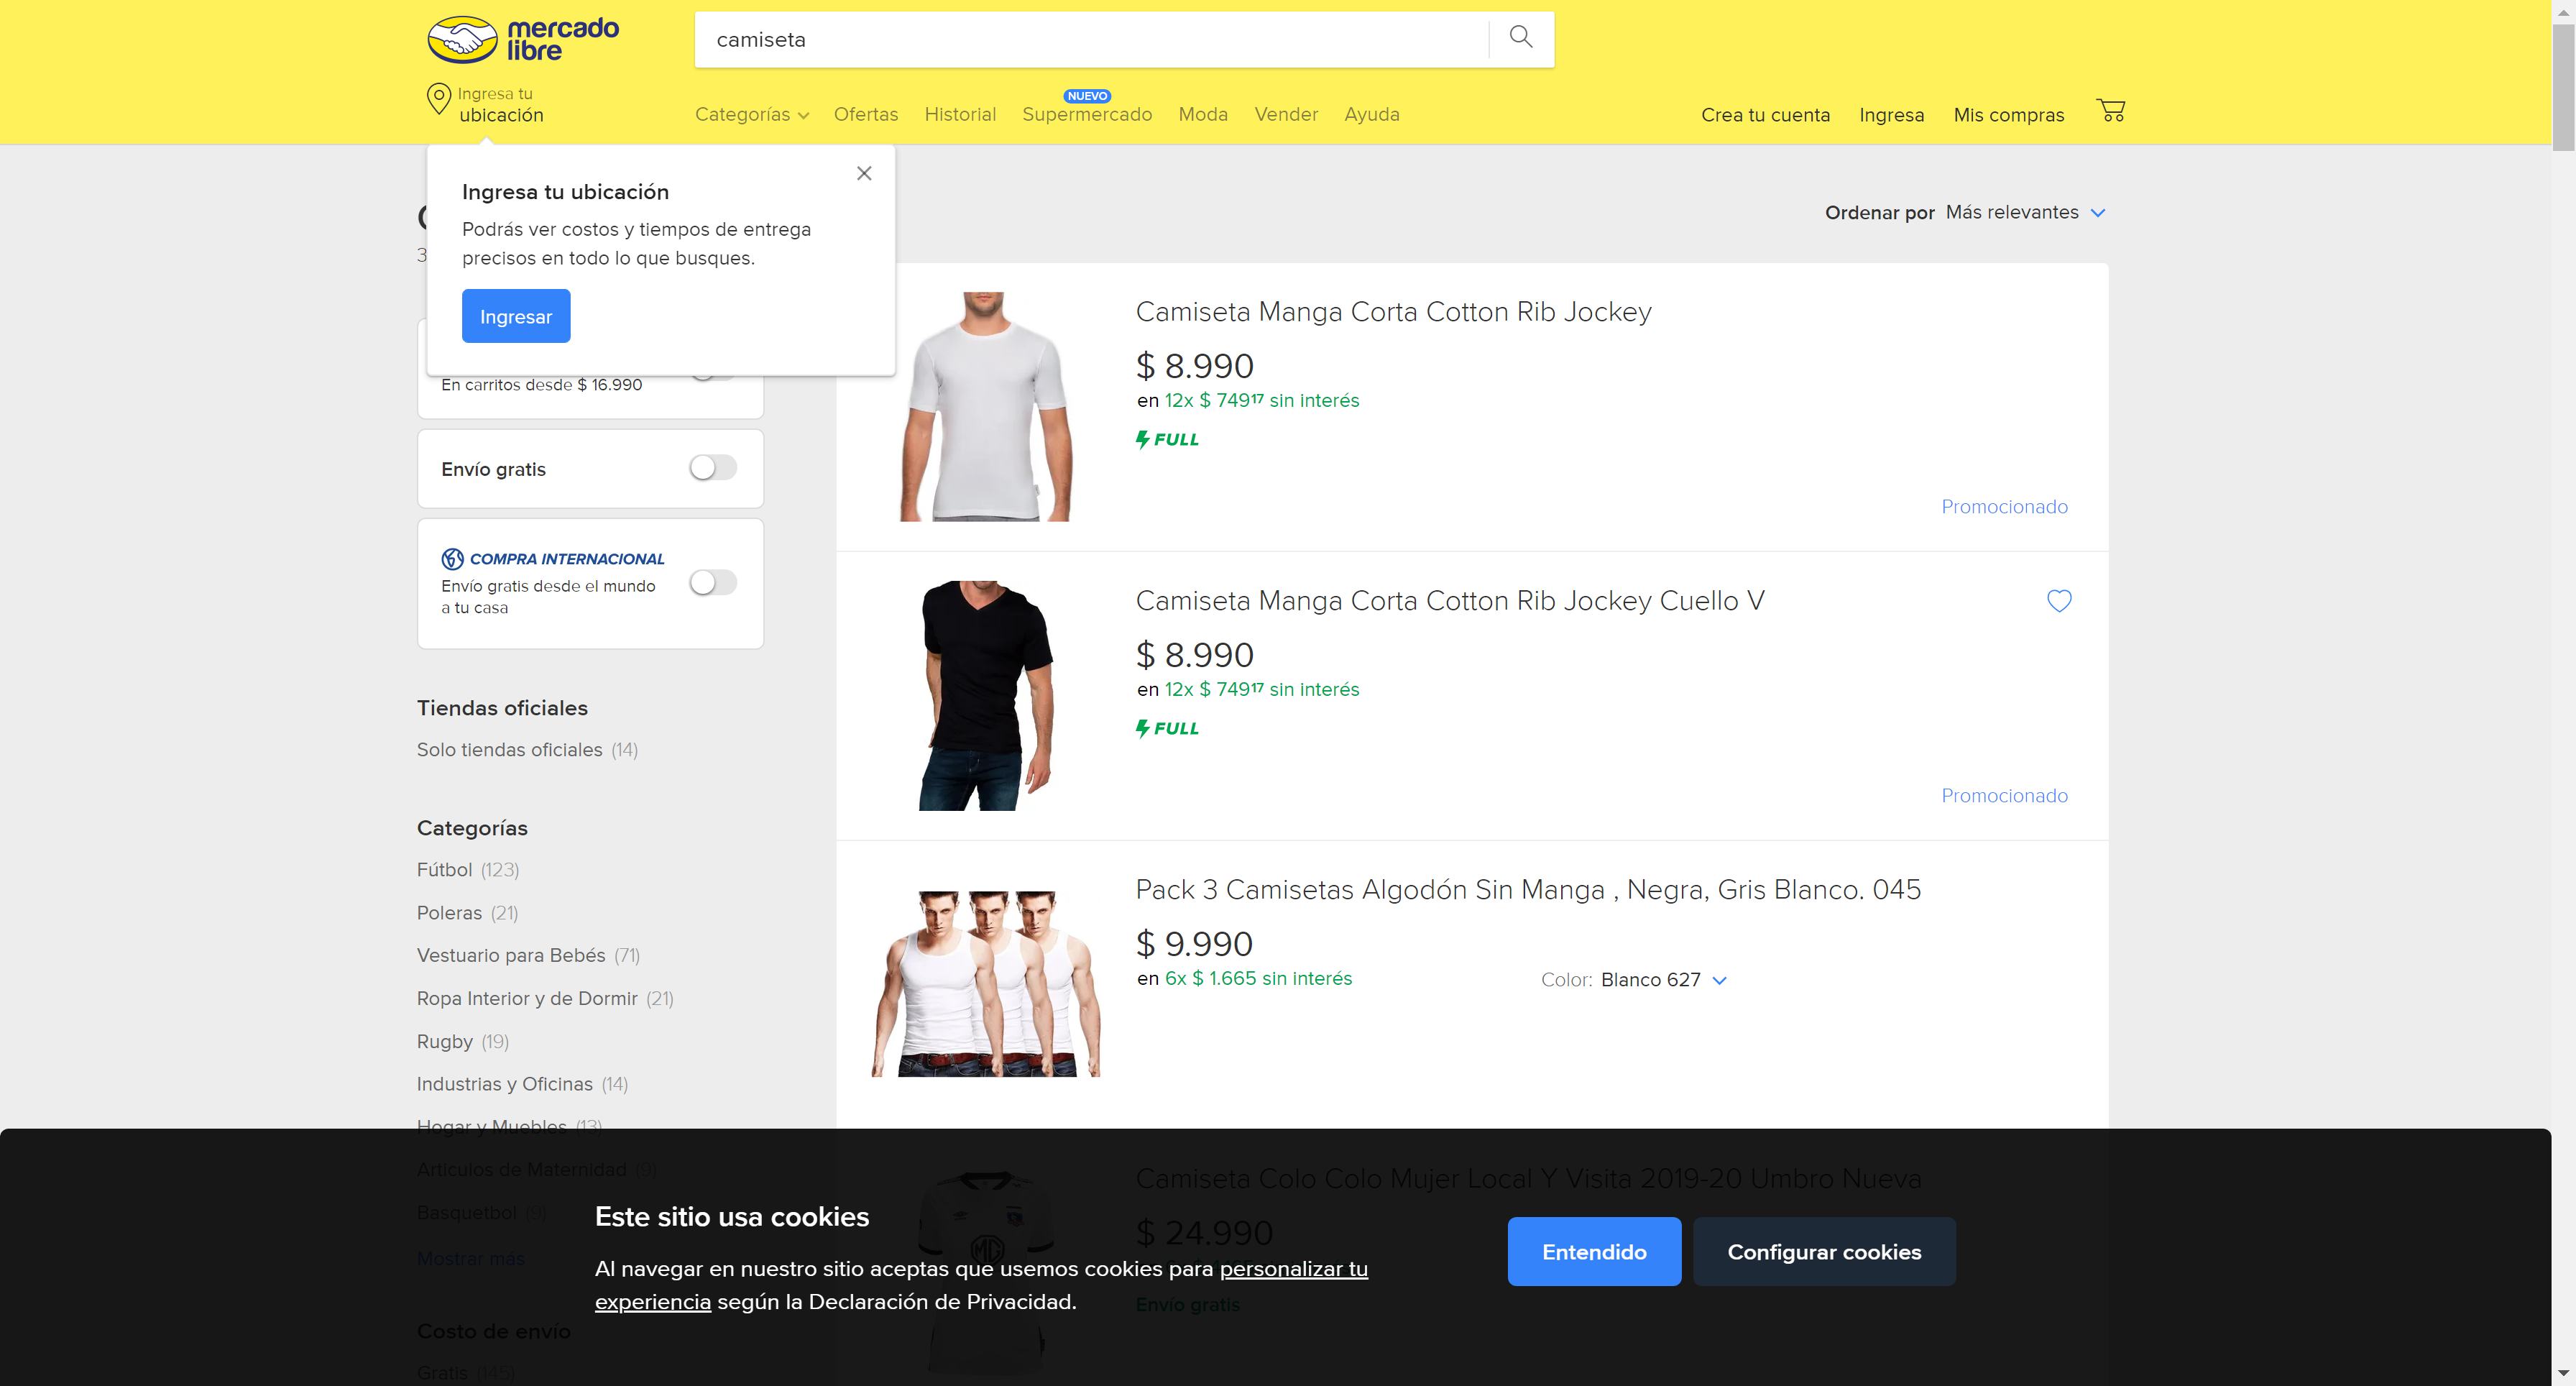 mercado
libre
camiseta
Ingresa tu
ubicación
Categorías
Ofertas
Historial
NUEVO
Supermercado
Moda
Vender
Ayuda
Crea tu cuenta
Ingresa
Mis compras
Ingresa tu ubicación
Podrás ver costos y tiempos de entrega
precisos en todo lo que busques.
Ingresar
Ordenar por Más relevantes
En carritos desde $ 16.990
Envío gratis
COMPRA INTERNACIONAL
Envío gratis desde el mundo
a tu casa
Tiendas oficiales
Solo tiendas oficiales (14)
Categorías
Fútbol (123)
Poleras (21)
Vestuario para Bebés (71)
Ropa Interior y de Dormir (21)
Rugby (19)
Industrias y Oficinas (14)
Hogar y Muebles (13)
Artículos de Maternidad (9)
Basquetbol (9)
Mostrar más
Costo de envío
Gratis (145)
Camiseta Manga Corta Cotton Rib Jockey
$ 8.990
en 12x $ 74917 sin interés
FULL
Promocionado
Camiseta Manga Corta Cotton Rib Jockey Cuello V
$ 8.990
en 12x $ 74917 sin interés
FULL
Promocionado
Pack 3 Camisetas Algodón Sin Manga , Negra, Gris Blanco. 045
$ 9.990
en 6x $ 1.665 sin interés
Color: Blanco 627
Camiseta Colo Colo Mujer Local Y Visita 2019-20 Umbro Nueva
$ 24.990
Envío gratis
MG
Este sitio usa cookies
Al navegar en nuestro sitio aceptas que usemos cookies para personalizar tu
experiencia según la Declaración de Privacidad.
Entendido
Configurar cookies